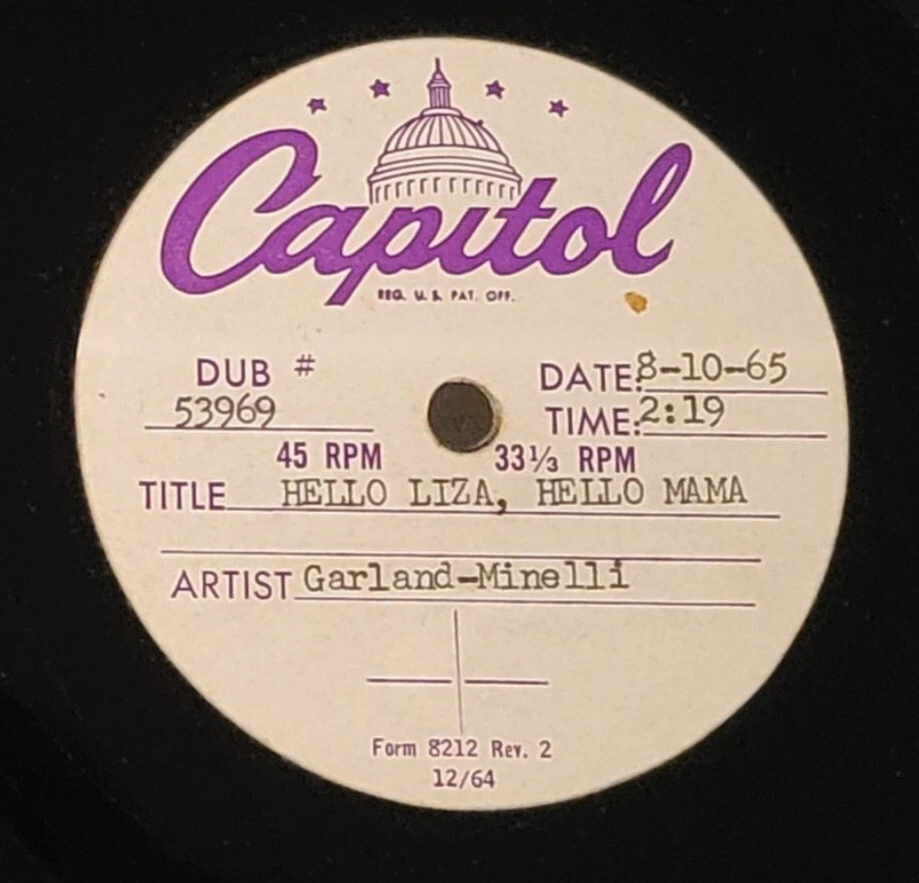 Capitol
REG. U.S. PAT. OFF.
DUB # DATE: 8-10-65
53969 TIME: 2:19
45 RPM 33⅓ RPM
TITLE HELLO LIZA, HELLO MAMA
ARTIST Garland-Minelli
Form 8212 Rev. 2
12/64